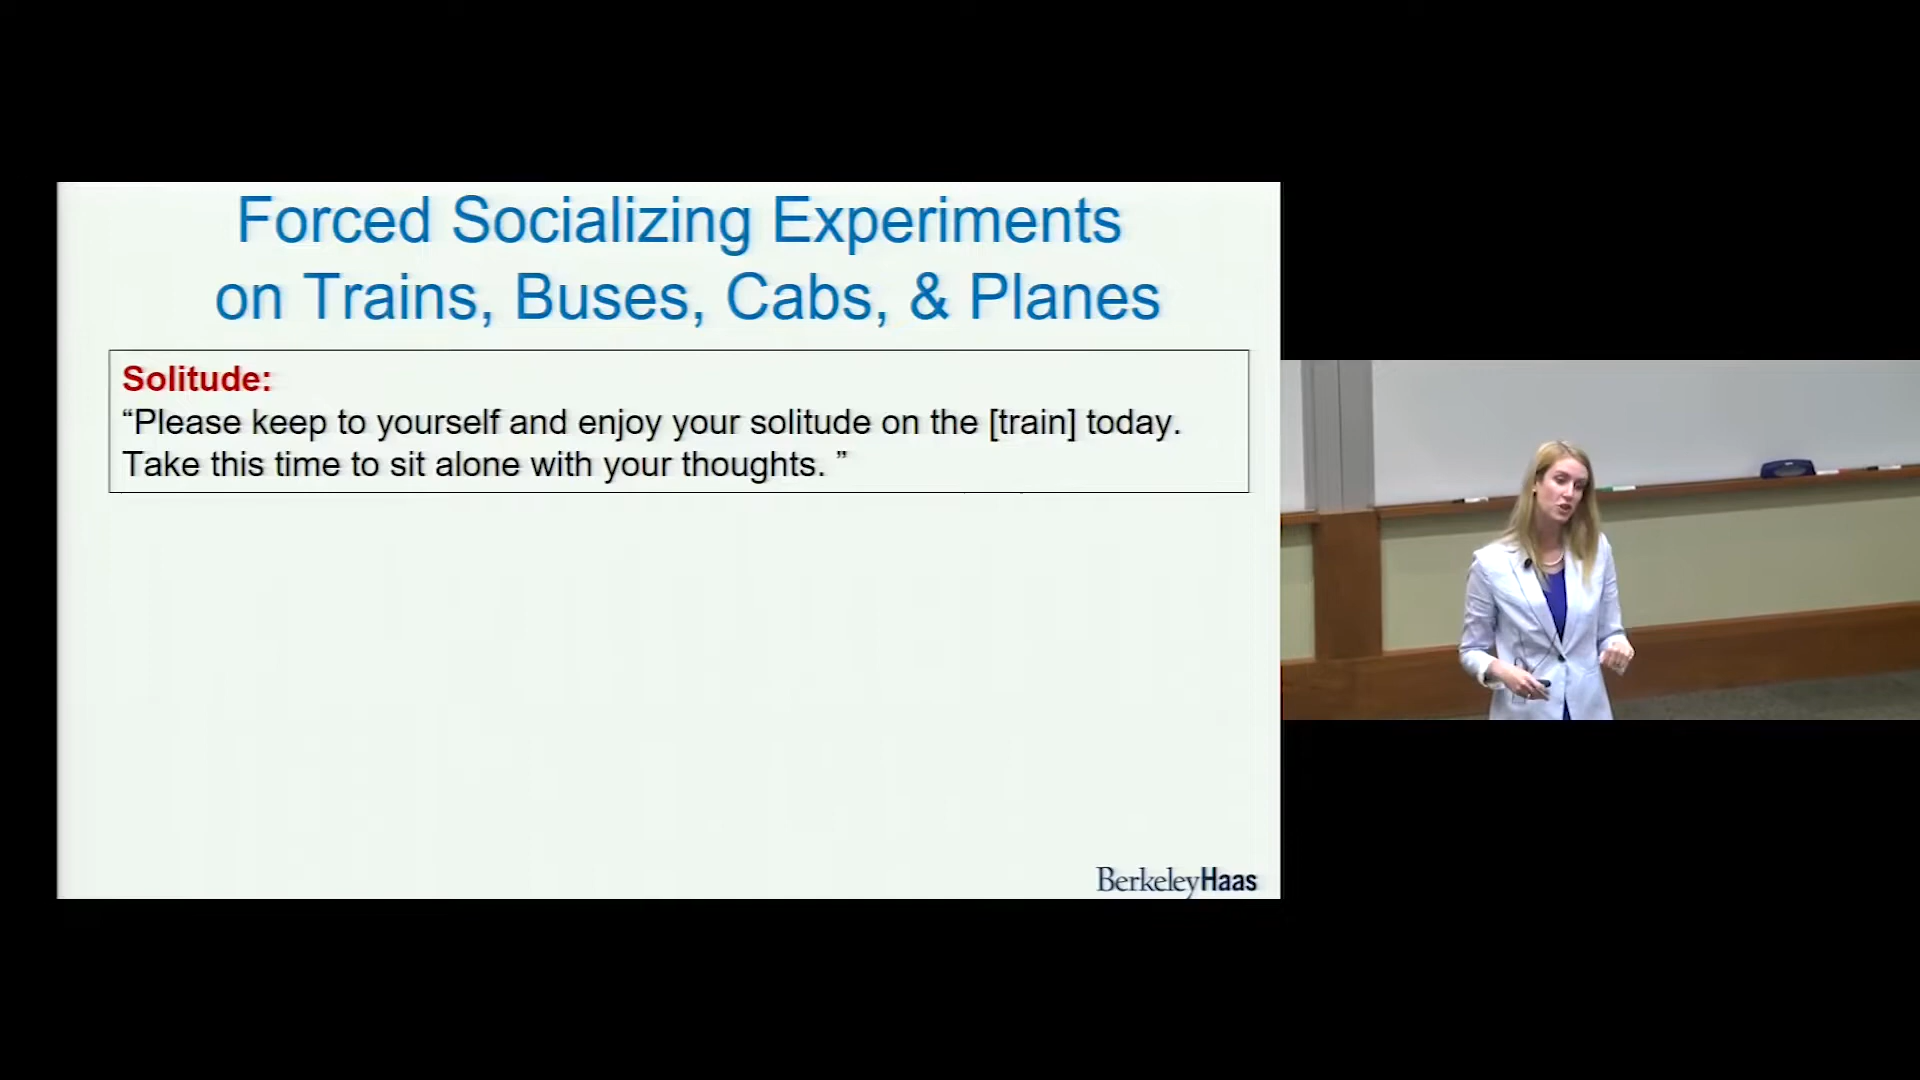 Forced Socializing Experiments
on Trains, Buses, Cabs, & Planes
Solitude:
“Please keep to yourself and enjoy your solitude on the [train] today.
Take this time to sit alone with your thoughts. ”
BerkeleyHaas